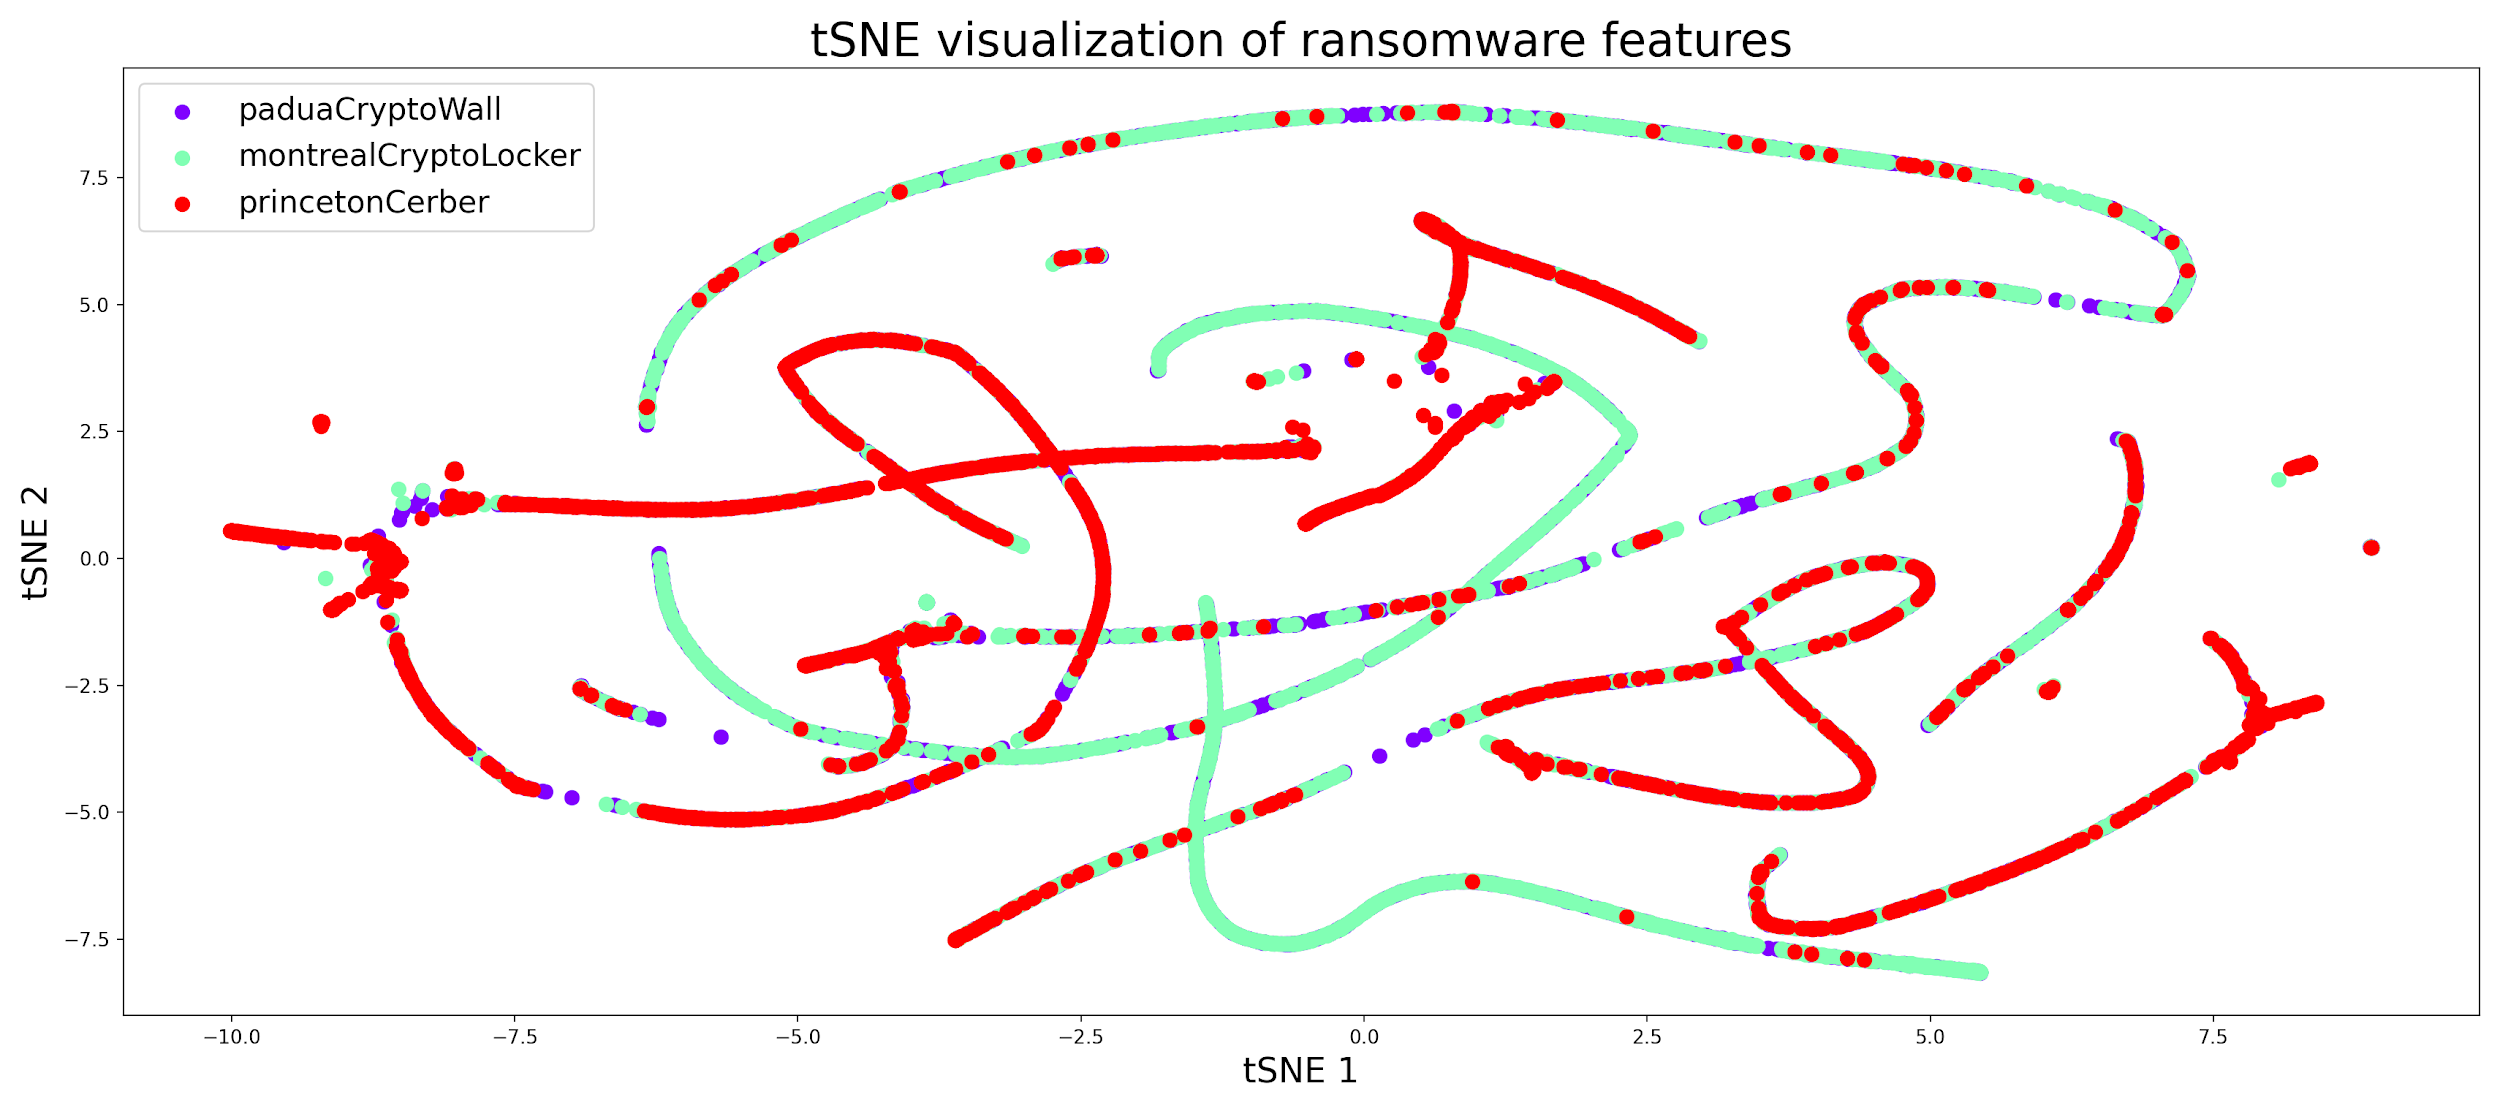 tSNE visualization of ransomware features
paduaCryptoWall
montrealCryptoLocker
princetonCerber
7.5
5.0
2.5
0.0
−2.5
−5.0
−7.5
tSNE 2
−10.0 −7.5 −5.0 −2.5 0.0 2.5 5.0 7.5
tSNE 1